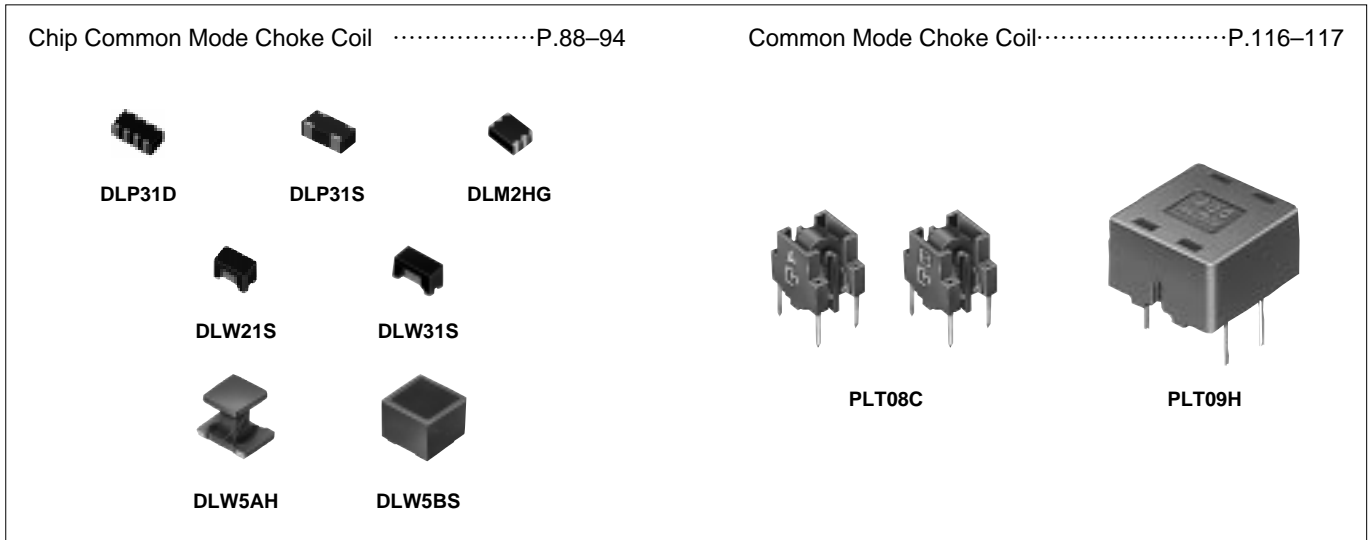 Chip Common Mode Choke Coil ··················P.88–94
Common Mode Choke Coil························P.116–117
DLP31D DLP31S DLM2HG
DLW21S DLW31S
PLT08C PLT09H
DLW5AH DLW5BS